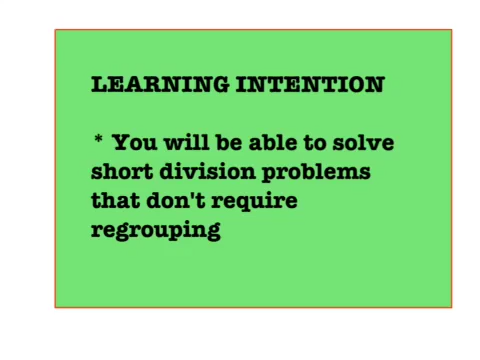 LEARNING INTENTION
* You will be able to solve
short division problems
that don't require
regrouping